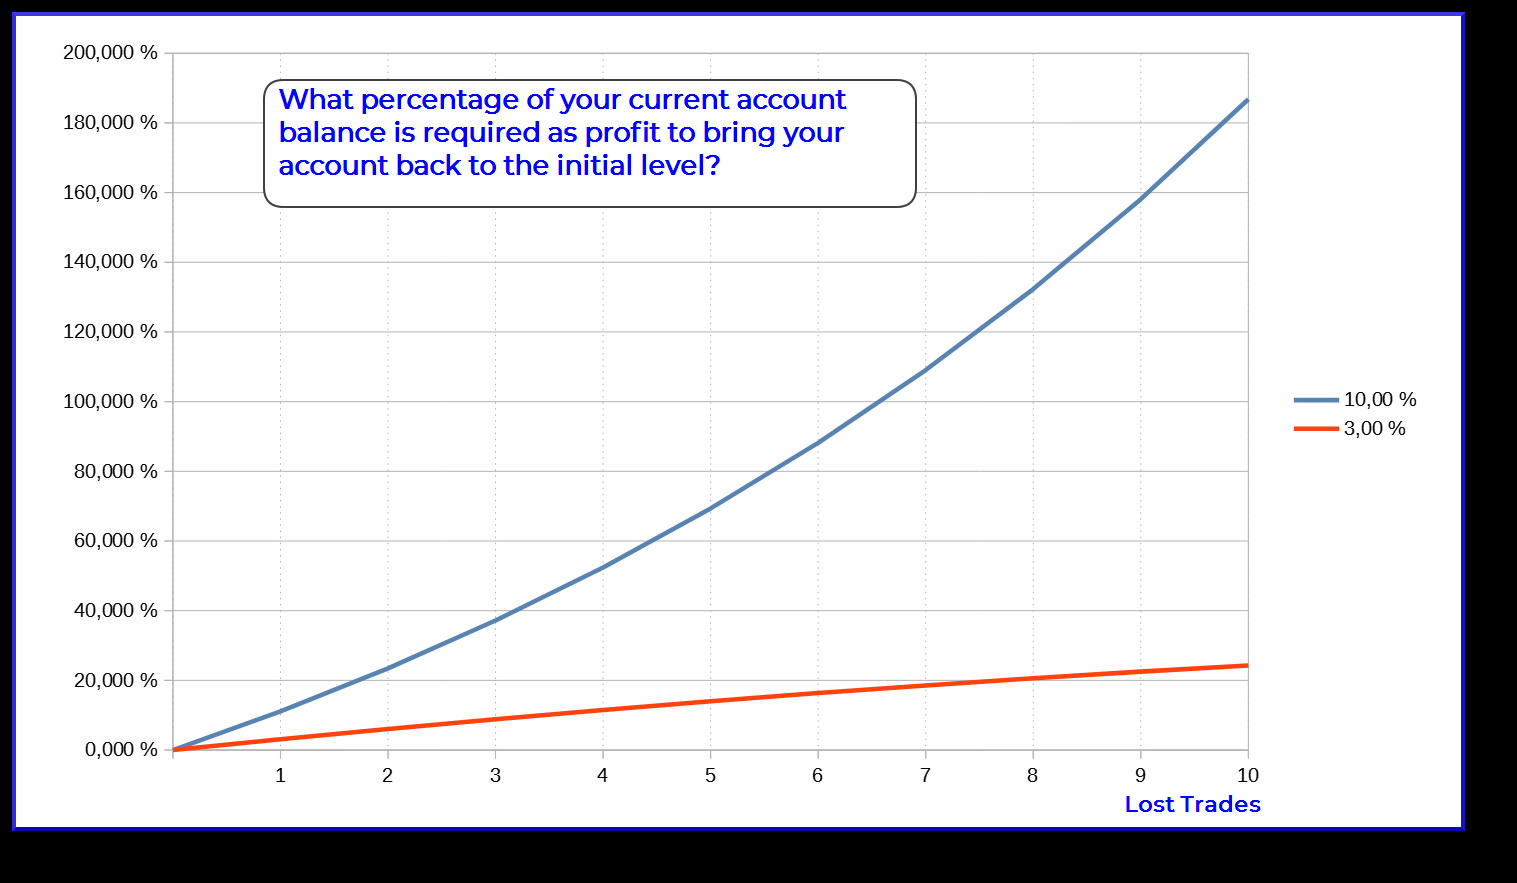 200,000 %
What percentage of your current account
balance is required as profit to bring your
account back to the initial level?
180,000 %
160,000 %
140,000 %
120,000 %
100,000 %
80,000 %
60,000 %
40,000 %
20,000 %
0,000 %
10,00 %
3,00 %
1 2 3 4 5 6 7 8 9 10
Lost Trades